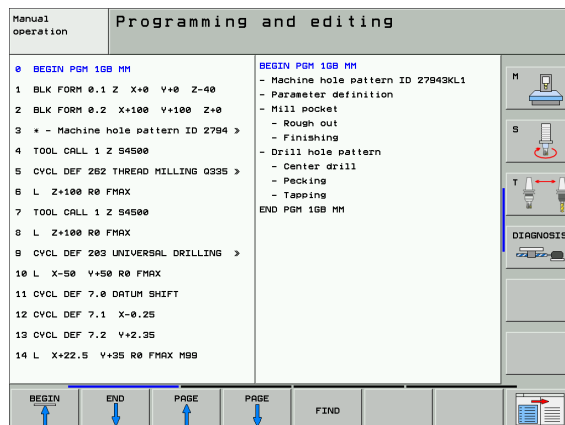 Manual
operation
Programming and editing
0 BEGIN PGM 1GB MM
1 BLK FORM 0.1 Z X+0 Y+0 Z-40
2 BLK FORM 0.2 X+100 Y+100 Z+0
3 * - Machine hole pattern ID 2794 »
4 TOOL CALL 1 Z S4500
5 CYCL DEF 262 THREAD MILLING Q335 »
6 L Z+100 R0 FMAX
7 TOOL CALL 1 Z S4500
8 L Z+100 R0 FMAX
9 CYCL DEF 203 UNIVERSAL DRILLING »
10 L X-50 Y+50 R0 FMAX
11 CYCL DEF 7.0 DATUM SHIFT
12 CYCL DEF 7.1 X-0.25
13 CYCL DEF 7.2 Y+2.35
14 L X+22.5 Y+35 R0 FMAX M99
BEGIN PGM 1GB MM
- Machine hole pattern ID 27943KL1
- Parameter definition
- Mill pocket
- Rough out
- Finishing
- Drill hole pattern
- Center drill
- Pecking
- Tapping
END PGM 1GB MM
M
S
T
DIAGNOSIS
BEGIN
END
PAGE
PAGE
FIND